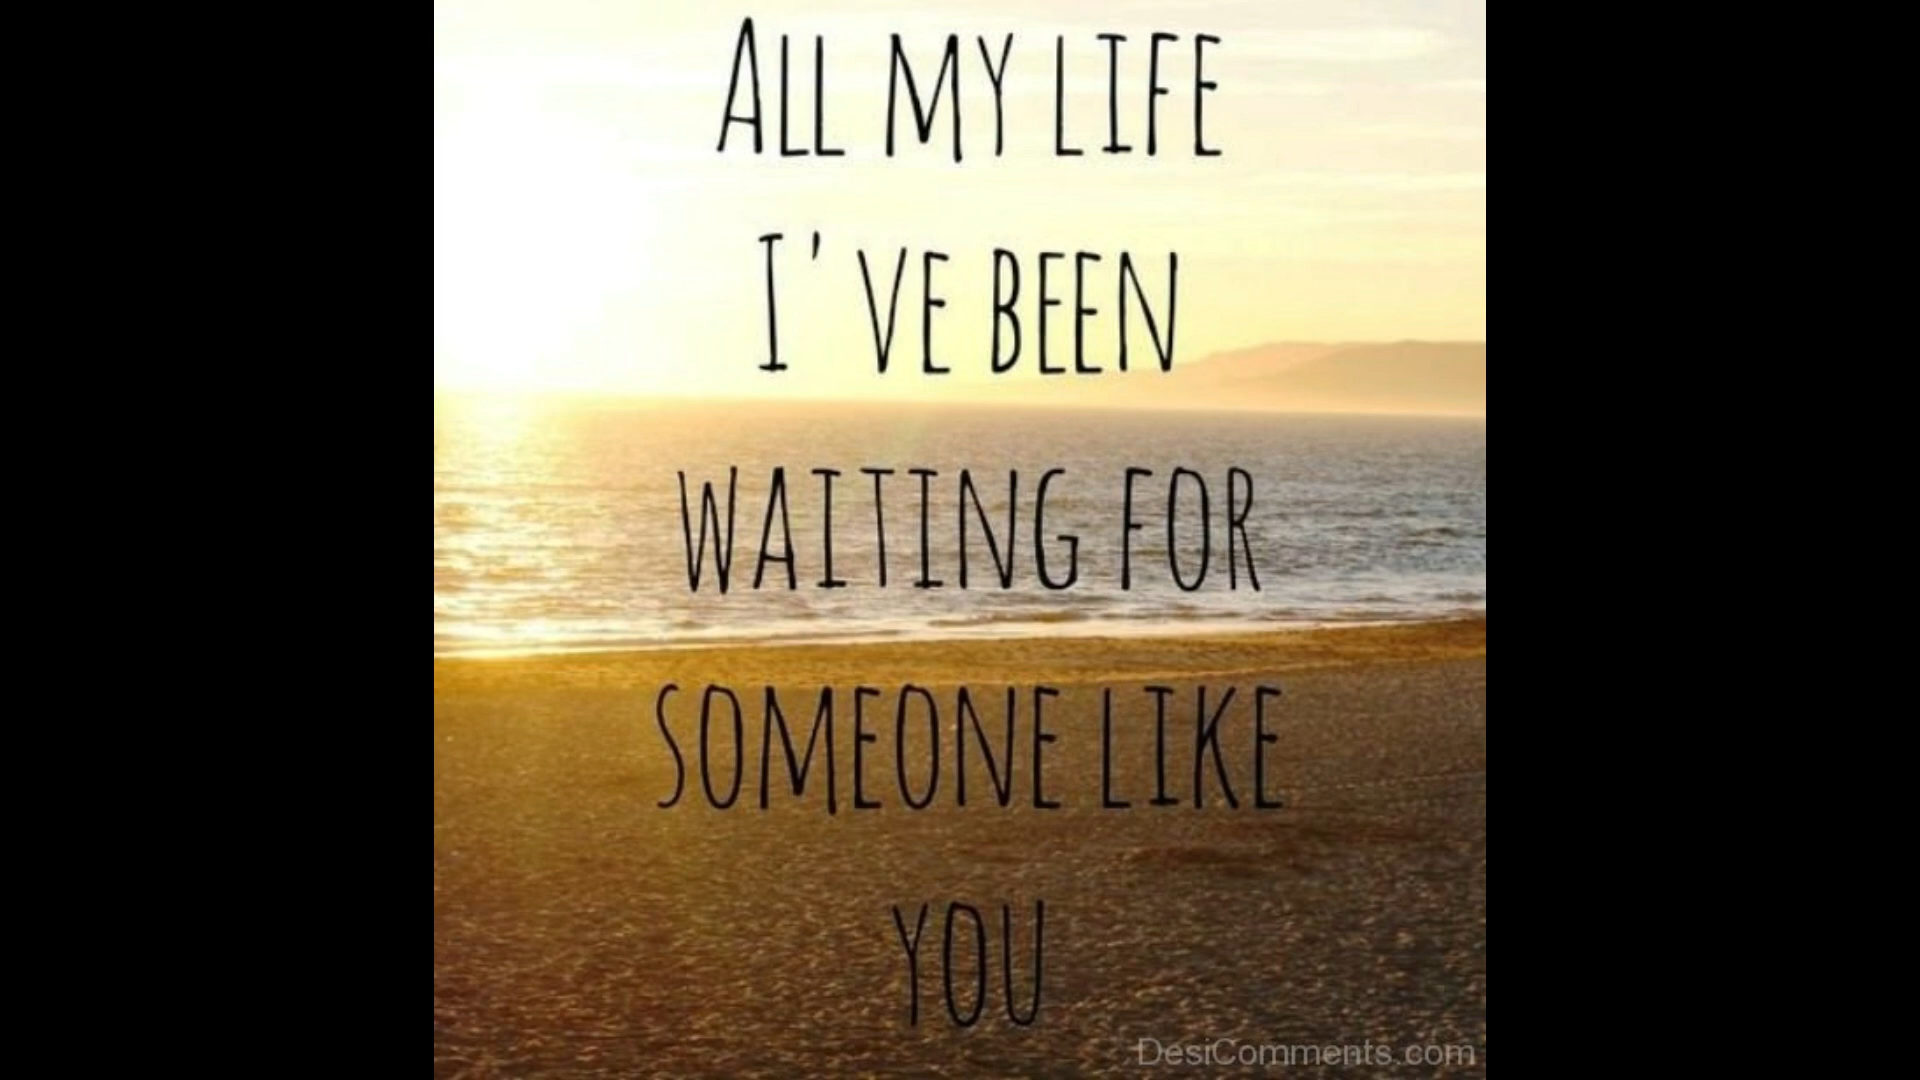 ALL MY LIFE
I'VE BEEN
WAITING FOR
SOMEONE LIKE
YOU
DesiComments.com